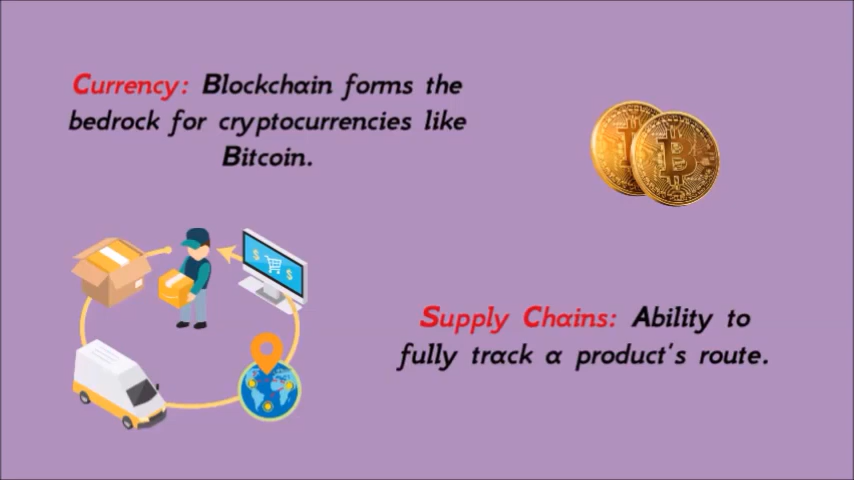 Currency: Blockchain forms the
bedrock for cryptocurrencies like
Bitcoin.
Supply Chains: Ability to
fully track a product's route.